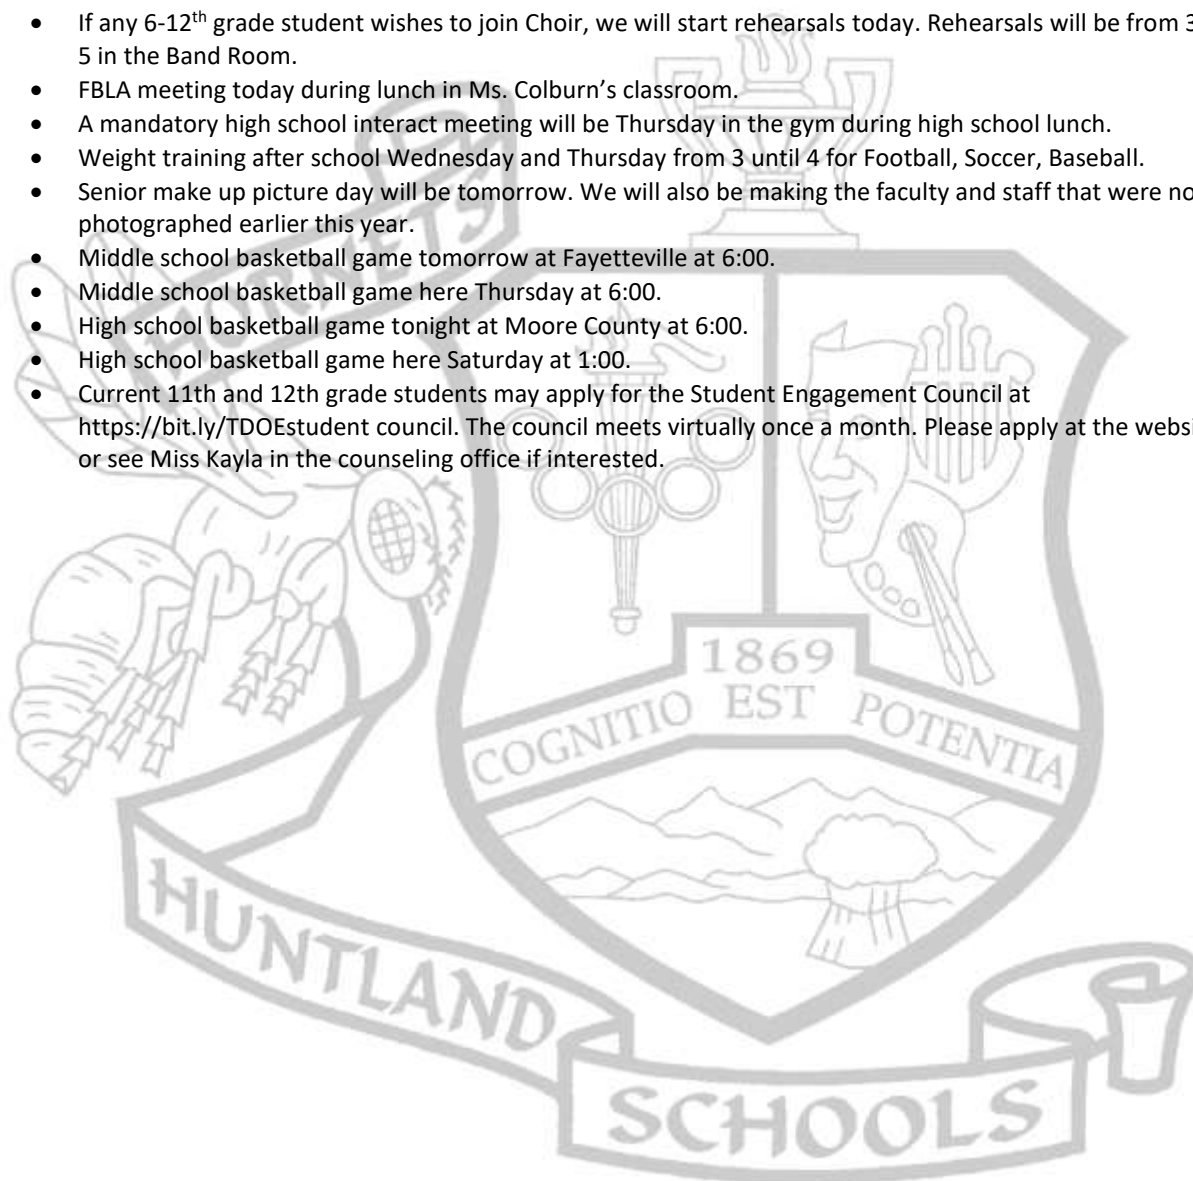 • If any 6-12th grade student wishes to join Choir, we will start rehearsals today. Rehearsals will be from 3
5 in the Band Room.
• FBLA meeting today during lunch in Ms. Colburn’s classroom.
• A mandatory high school interact meeting will be Thursday in the gym during high school lunch.
• Weight training after school Wednesday and Thursday from 3 until 4 for Football, Soccer, Baseball.
• Senior make up picture day will be tomorrow. We will also be making the faculty and staff that were no
photographed earlier this year.
• Middle school basketball game tomorrow at Fayetteville at 6:00.
• Middle school basketball game here Thursday at 6:00.
• High school basketball game tonight at Moore County at 6:00.
• High school basketball game here Saturday at 1:00.
• Current 11th and 12th grade students may apply for the Student Engagement Council at
https://bit.ly/TDOEstudent council. The council meets virtually once a month. Please apply at the websi
or see Miss Kayla in the counseling office if interested.
HORNETS
1869
COGNITIO EST POTENTIA
HUNTLAND
SCHOOLS